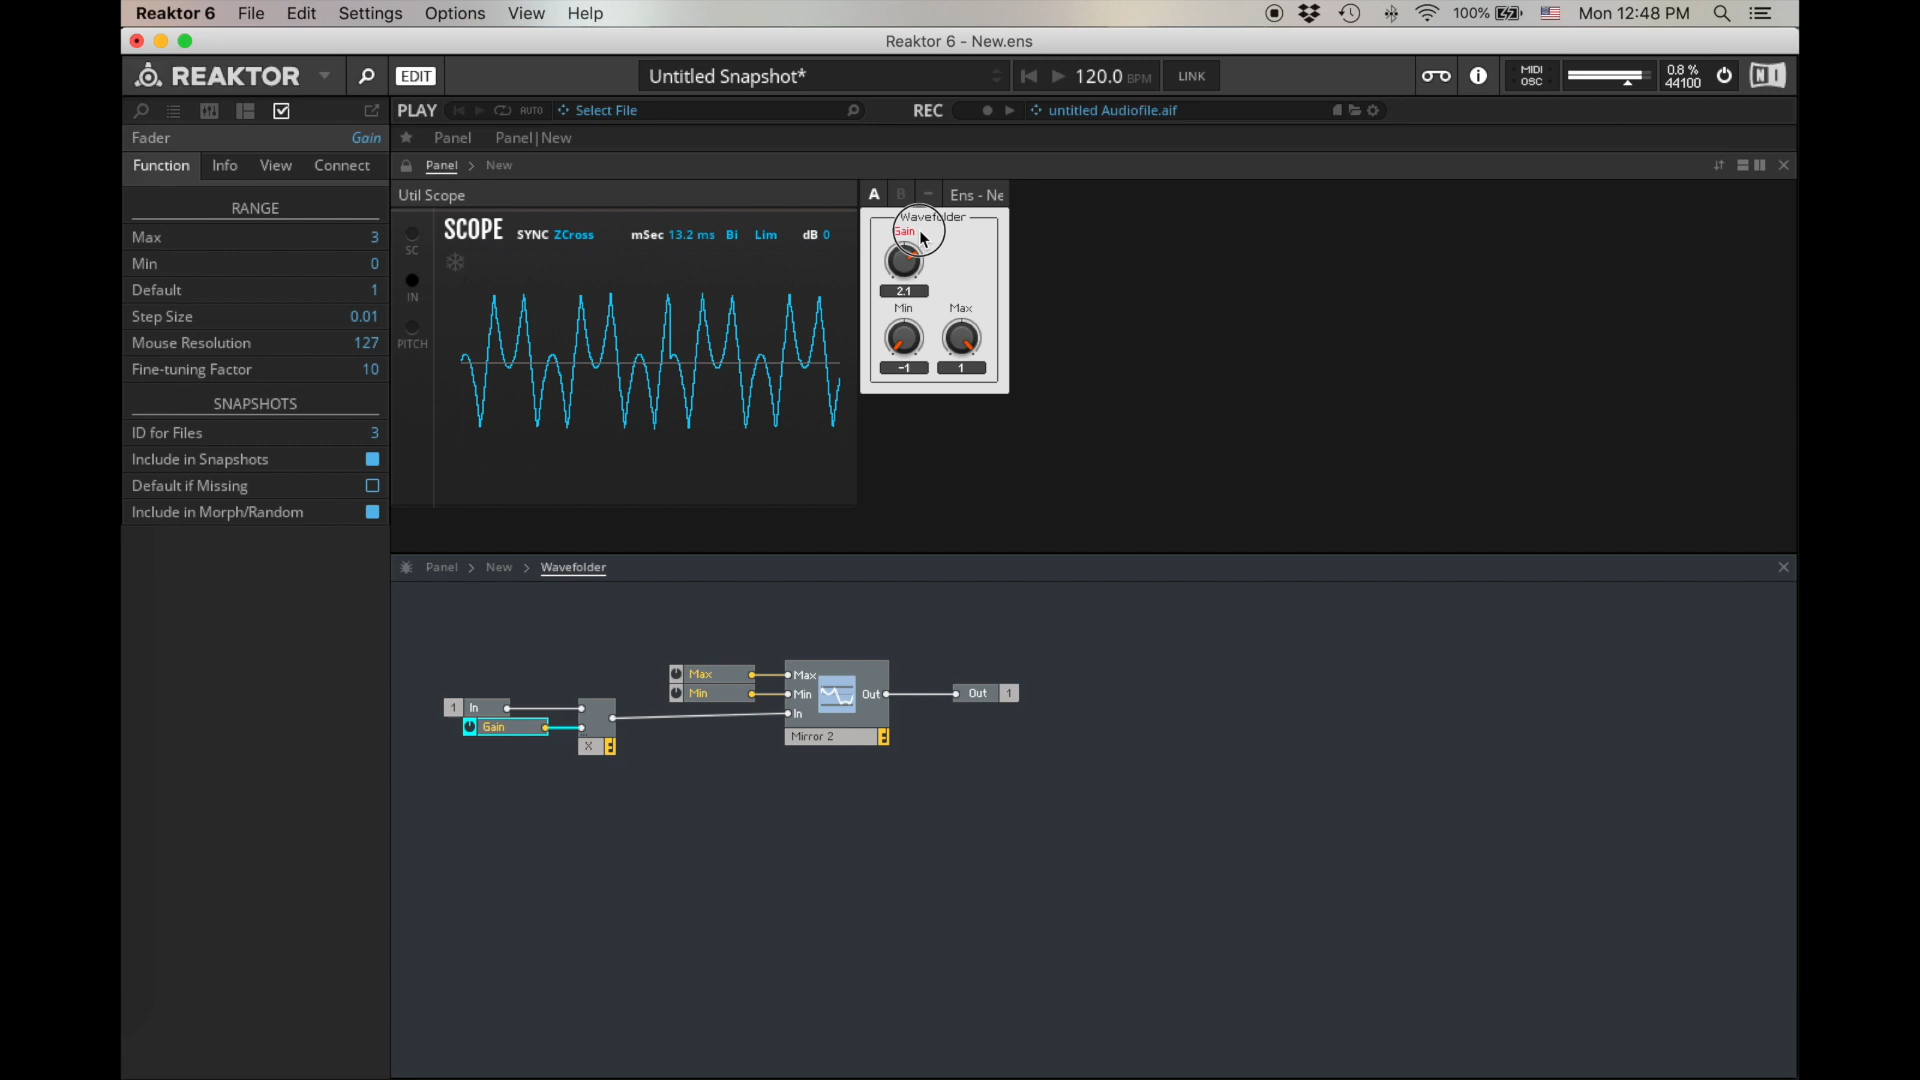 Reaktor 6 File Edit Settings Options View Help 100% Mon 12:48 PM
Reaktor 6 - New.ens
REAKTOR EDIT Untitled Snapshot* 120.0 BPM LINK MIDI OSC 0.8 % 44100 NI
PLAY AUTO Select File REC untitled Audiofile.aif
Fader Gain
Panel Panel|New
Function Info View Connect
Panel > New
RANGE
Max 3
Min 0
Default 1
Step Size 0.01
Mouse Resolution 127
Fine-tuning Factor 10
SNAPSHOTS
ID for Files 3
Include in Snapshots
Default if Missing
Include in Morph/Random
Util Scope
SCOPE SYNC ZCross mSec 13.2 ms Bi Lim dB 0
SC
IN
PITCH
A B Ens - Ne
Wavefolder
Gain
2.1
Min Max
-1 1
Panel > New > Wavefolder
Max Max
Min Min Out Out 1
1 In In
Gain
X Mirror 2